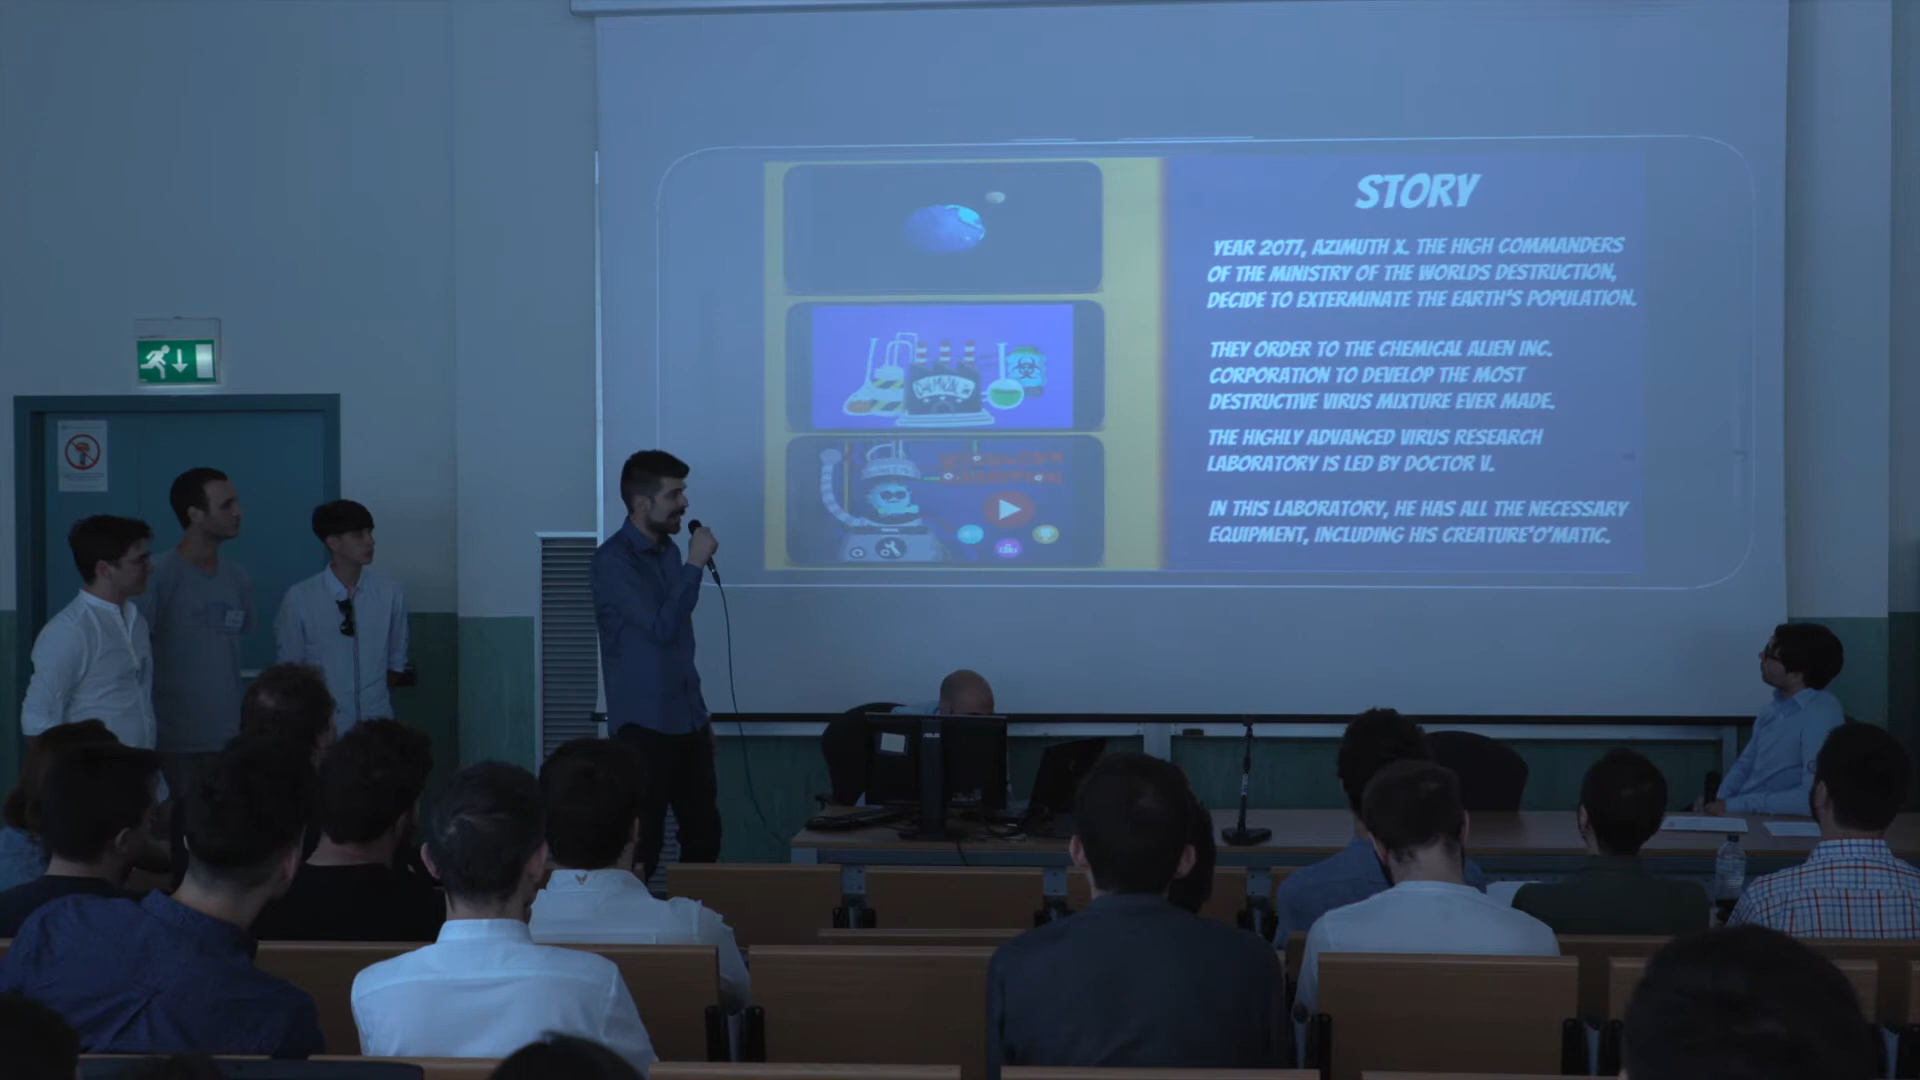 STORY
YEAR 2077, AZIMUTH X. THE HIGH COMMANDERS
OF THE MINISTRY OF THE WORLDS DESTRUCTION,
DECIDE TO EXTERMINATE THE EARTH'S POPULATION.
THEY ORDER TO THE CHEMICAL ALIEN INC.
CORPORATION TO DEVELOP THE MOST
DESTRUCTIVE VIRUS MIXTURE EVER MADE.
THE HIGHLY ADVANCED VIRUS RESEARCH
LABORATORY IS LED BY DOCTOR V.
IN THIS LABORATORY, HE HAS ALL THE NECESSARY
EQUIPMENT, INCLUDING HIS CREATURE'O'MATIC.
CHEMICAL
ASUS